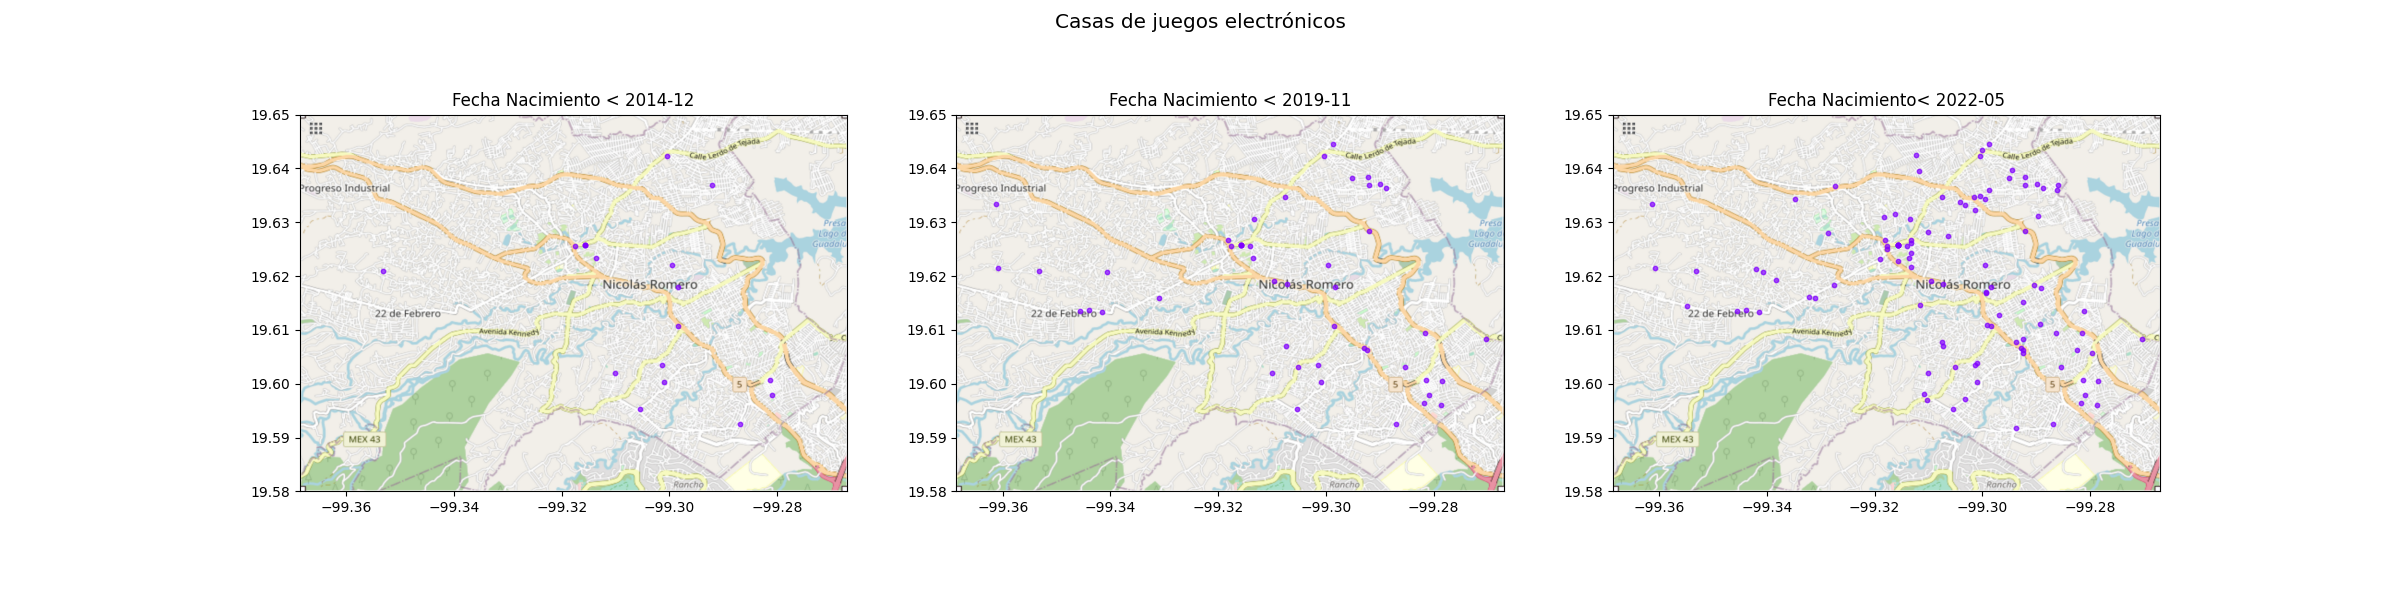 Casas de juegos electrónicos
Fecha Nacimiento < 2014-12
19.65
19.64
19.63
19.62
19.61
19.60
19.59
19.58
−99.36
−99.34
−99.32
−99.30
−99.28
Calle Lerdo de Tejada
Progreso Industrial
Presa
Lago d
Guadalu
Nicolás Romero
22 de Febrero
Avenida Kennedy
5
MEX 43
Rancho
Fecha Nacimiento < 2019-11
19.65
19.64
19.63
19.62
19.61
19.60
19.59
19.58
−99.36
−99.34
−99.32
−99.30
−99.28
Calle Lerdo de Tejada
Progreso Industrial
Presa
Lago d
Guadalu
Nicolás Romero
22 de Febrero
Avenida Kennedy
5
MEX 43
Rancho
Fecha Nacimiento< 2022-05
19.65
19.64
19.63
19.62
19.61
19.60
19.59
19.58
−99.36
−99.34
−99.32
−99.30
−99.28
Calle Lerdo de Tejada
Progreso Industrial
Presa
Lago d
Guadalu
Nicolás Romero
22 de Febrero
Avenida Kennedy
5
MEX 43
Rancho